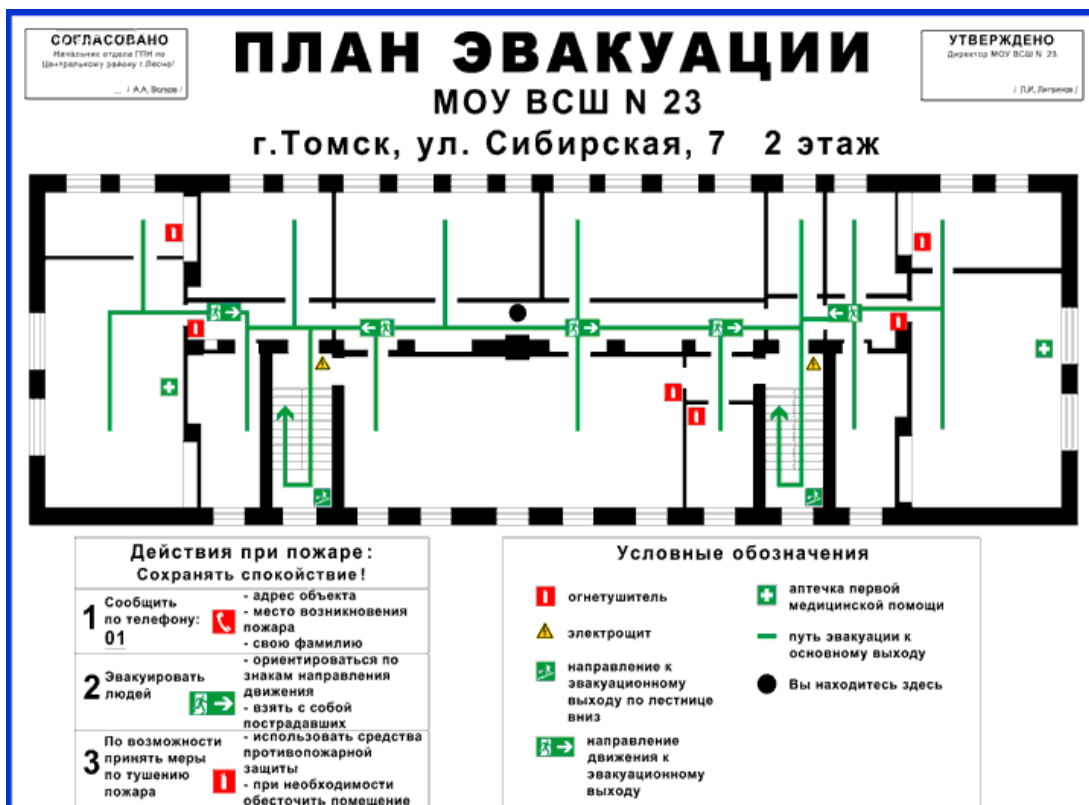 СОГЛАСОВАНО
Начальник отдела ГПН по
Центральному району г.Лесно/
__ / А.А. Волков /
ПЛАН ЭВАКУАЦИИ
МОУ ВСШ N 23
г.Томск, ул. Сибирская, 7 2 этаж
УТВЕРЖДЕНО
Директор МОУ ВСШ N 23
/ Л.И. Литвинов /
Действия при пожаре:
Сохранять спокойствие!
1 Сообщить
по телефону:
01
- адрес объекта
- место возникновения
пожара
- свою фамилию
2 Эвакуировать
людей
- ориентироваться по
знакам направления
движения
- взять с собой
пострадавших
3 По возможности
принять меры
по тушению
пожара
- использовать средства
противопожарной
защиты
- при необходимости
обесточить помещение
Условные обозначения
огнетушитель
электрощит
направление к
эвакуационному
выходу по лестнице
вниз
направление
движения к
эвакуационному
выходу
аптечка первой
медицинской помощи
путь эвакуации к
основному выходу
Вы находитесь здесь